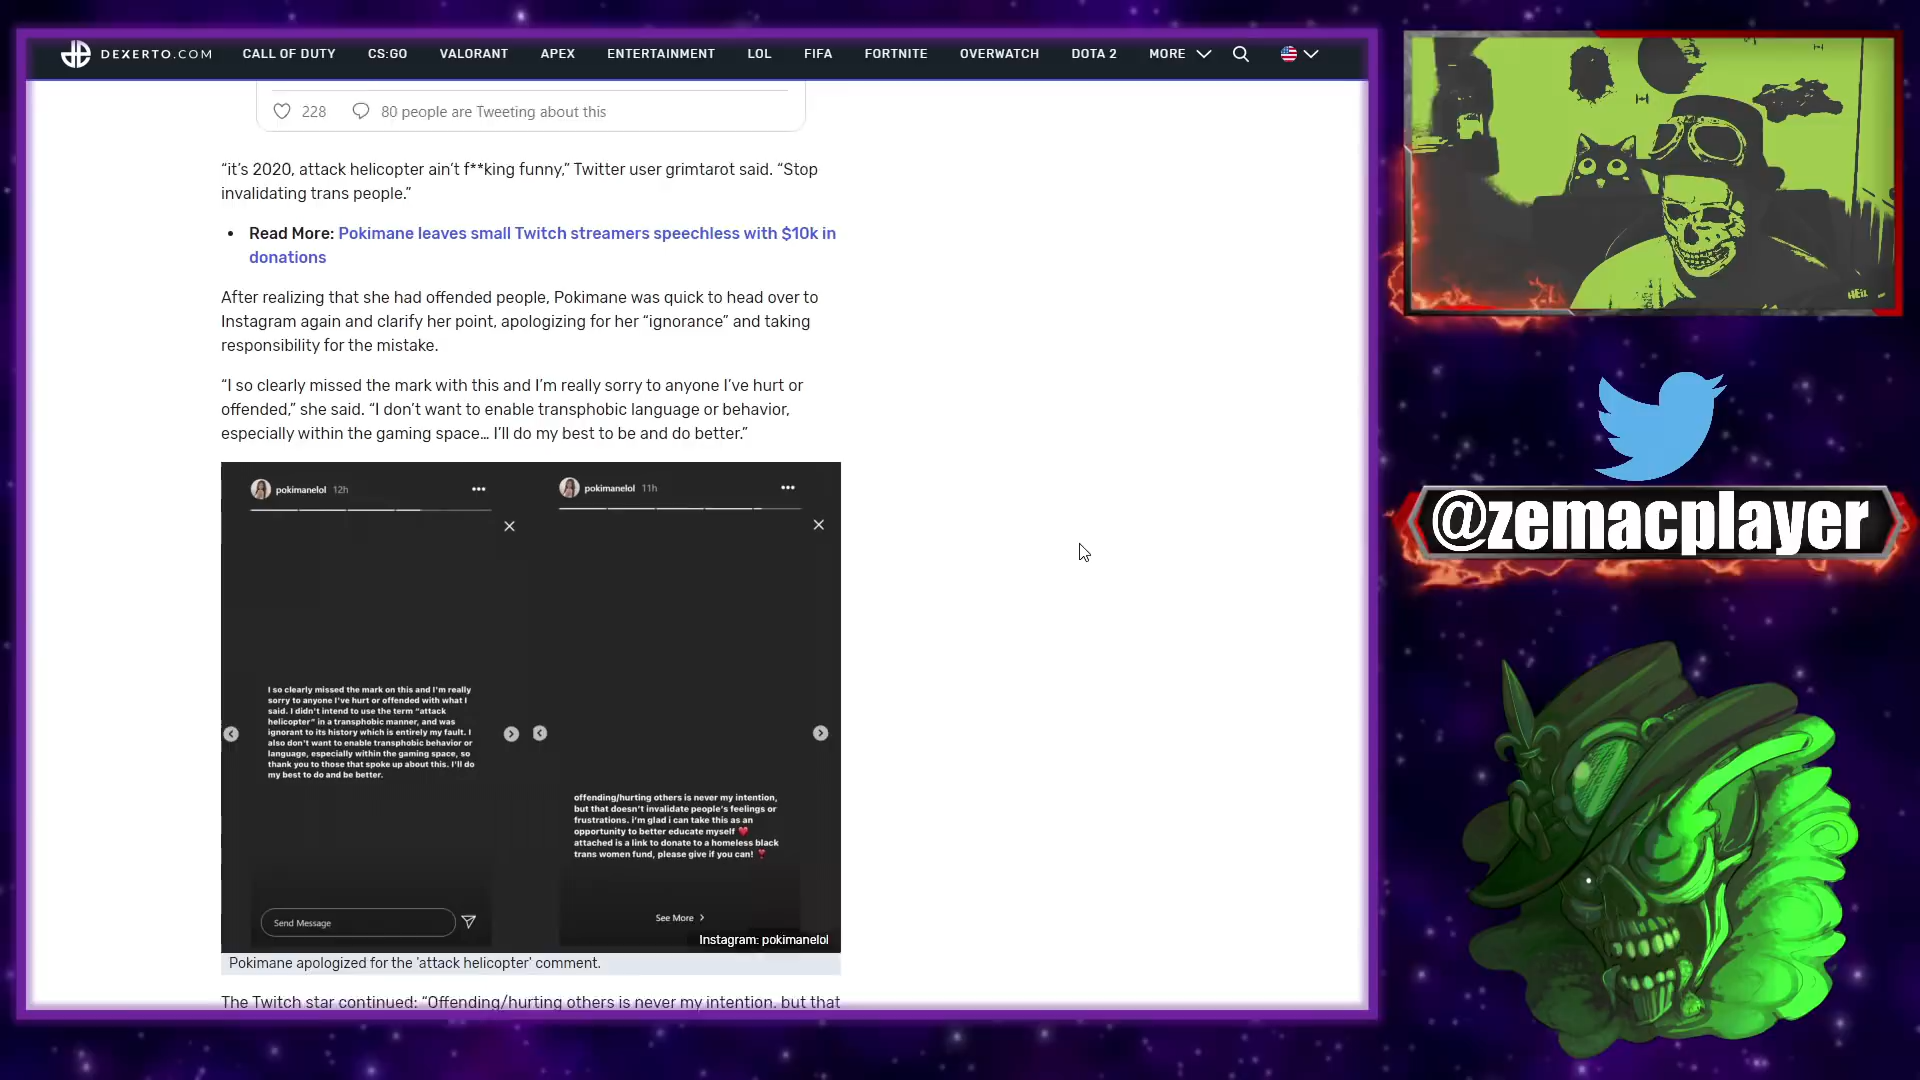 DEXERTO.COM CALL OF DUTY CS:GO VALORANT APEX ENTERTAINMENT LOL FIFA FORTNITE OVERWATCH DOTA 2 MORE
228 80 people are Tweeting about this
“it’s 2020, attack helicopter ain’t f**king funny,” Twitter user grimtarot said. “Stop
invalidating trans people.”
• Read More: Pokimane leaves small Twitch streamers speechless with $10k in
donations
After realizing that she had offended people, Pokimane was quick to head over to
Instagram again and clarify her point, apologizing for her “ignorance” and taking
responsibility for the mistake.
“I so clearly missed the mark with this and I’m really sorry to anyone I’ve hurt or
offended,” she said. “I don’t want to enable transphobic language or behavior,
especially within the gaming space… I’ll do my best to be and do better.”
pokimanelol 12h
I so clearly missed the mark on this and I'm really
sorry to anyone I've hurt or offended with what I
said. I didn't intend to use the term "attack
helicopter" in a transphobic manner, and was
ignorant to its history which is entirely my fault. I
also don't want to enable transphobic behavior or
language, especially within the gaming space, so
thank you to those that spoke up about this. I'll do
my best to do and be better.
Send Message
pokimanelol 11h
offending/hurting others is never my intention,
but that doesn't invalidate people's feelings or
frustrations. i'm glad i can take this as an
opportunity to better educate myself ❤️
attached is a link to donate to a homeless black
trans women fund, please give if you can! ❣️
See More >
Instagram: pokimanelol
Pokimane apologized for the 'attack helicopter' comment.
The Twitch star continued: “Offending/hurting others is never my intention, but that
@zemacplayer